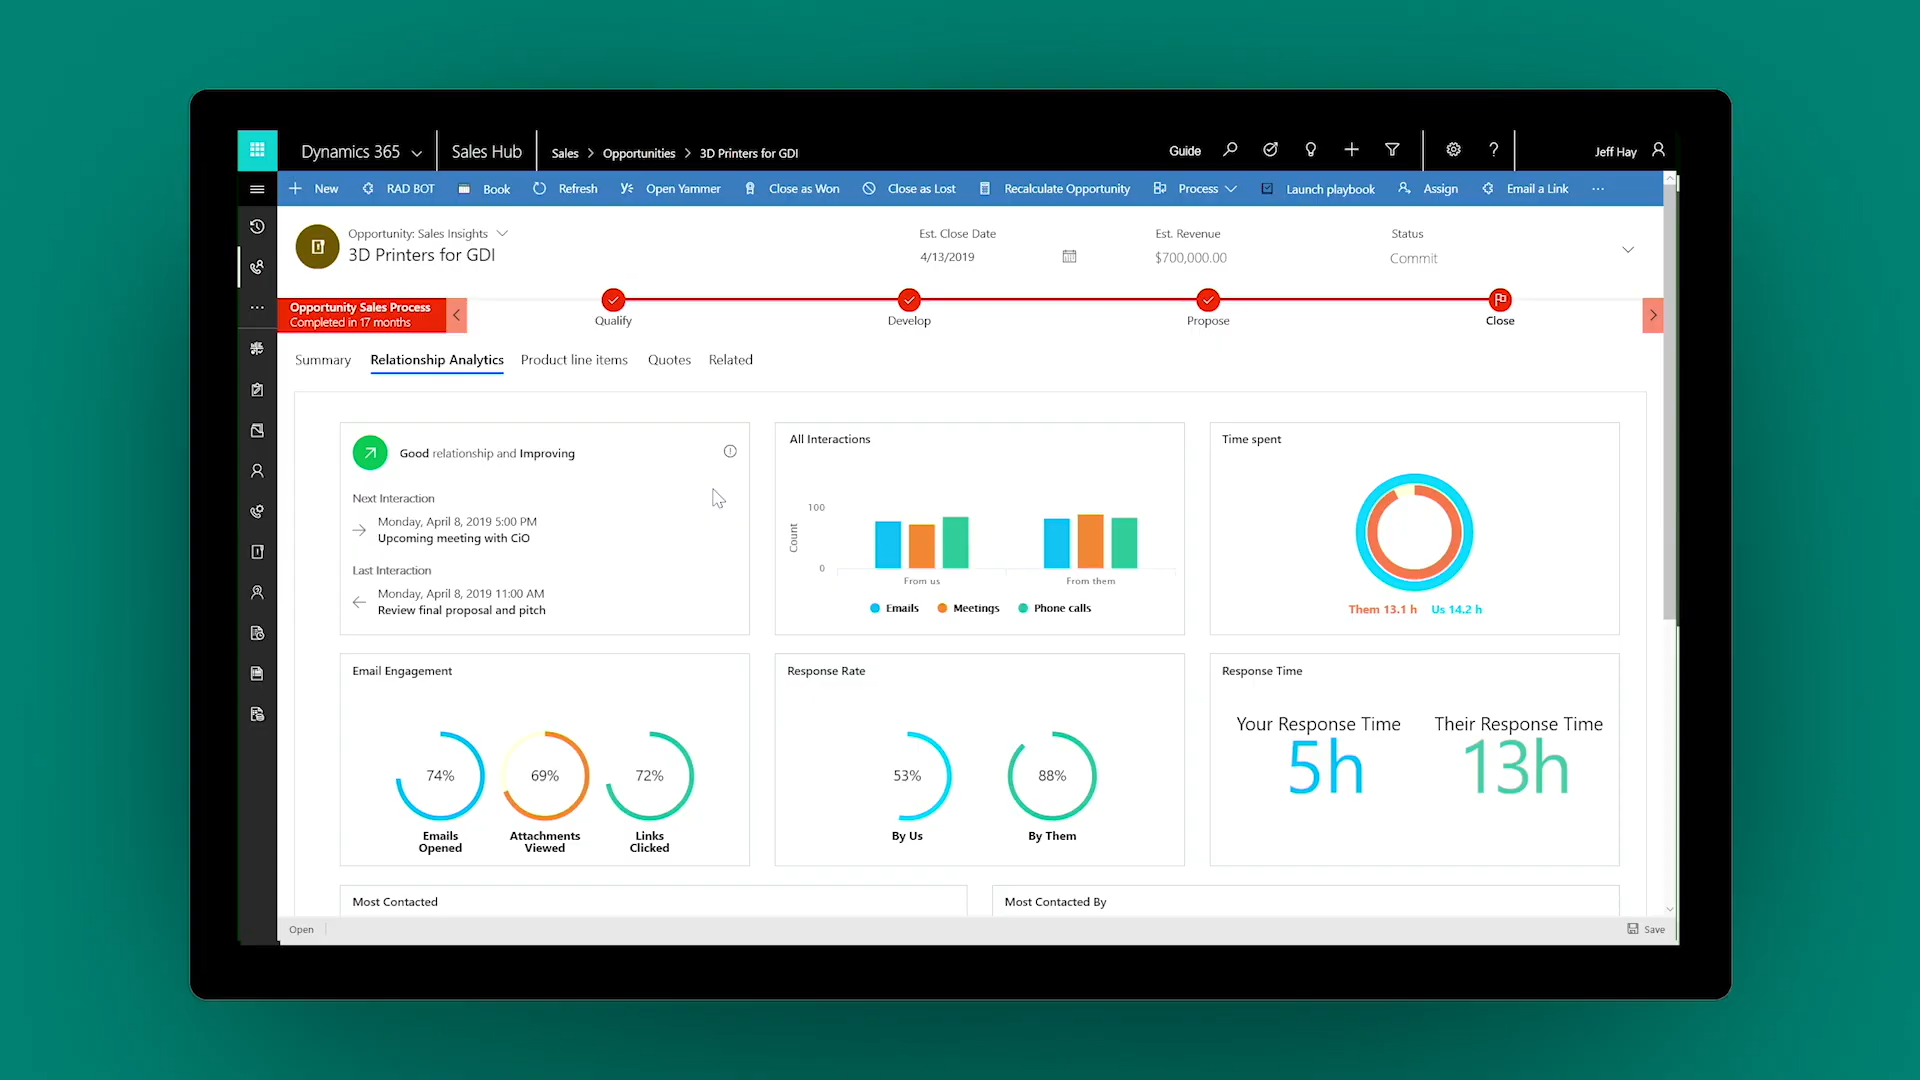 Dynamics 365
Sales Hub
Sales > Opportunities > 3D Printers for GDI
Guide
Jeff Hay
New
RAD BOT
Book
Refresh
Open Yammer
Close as Won
Close as Lost
Recalculate Opportunity
Process
Launch playbook
Assign
Email a Link
Opportunity: Sales Insights
3D Printers for GDI
Est. Close Date
4/13/2019
Est. Revenue
$700,000.00
Status
Commit
Opportunity Sales Process
Completed in 17 months
Qualify
Develop
Propose
Close
Summary
Relationship Analytics
Product line items
Quotes
Related
Good relationship and Improving
Next Interaction
Monday, April 8, 2019 5:00 PM
Upcoming meeting with CiO
Last Interaction
Monday, April 8, 2019 11:00 AM
Review final proposal and pitch
All Interactions
100
Count
0
From us
From them
Emails
Meetings
Phone calls
Time spent
Them 13.1 h
Us 14.2 h
Email Engagement
74%
69%
72%
Emails
Opened
Attachments
Viewed
Links
Clicked
Response Rate
53%
88%
By Us
By Them
Response Time
Your Response Time
5h
Their Response Time
13h
Most Contacted
Most Contacted By
Open
Save